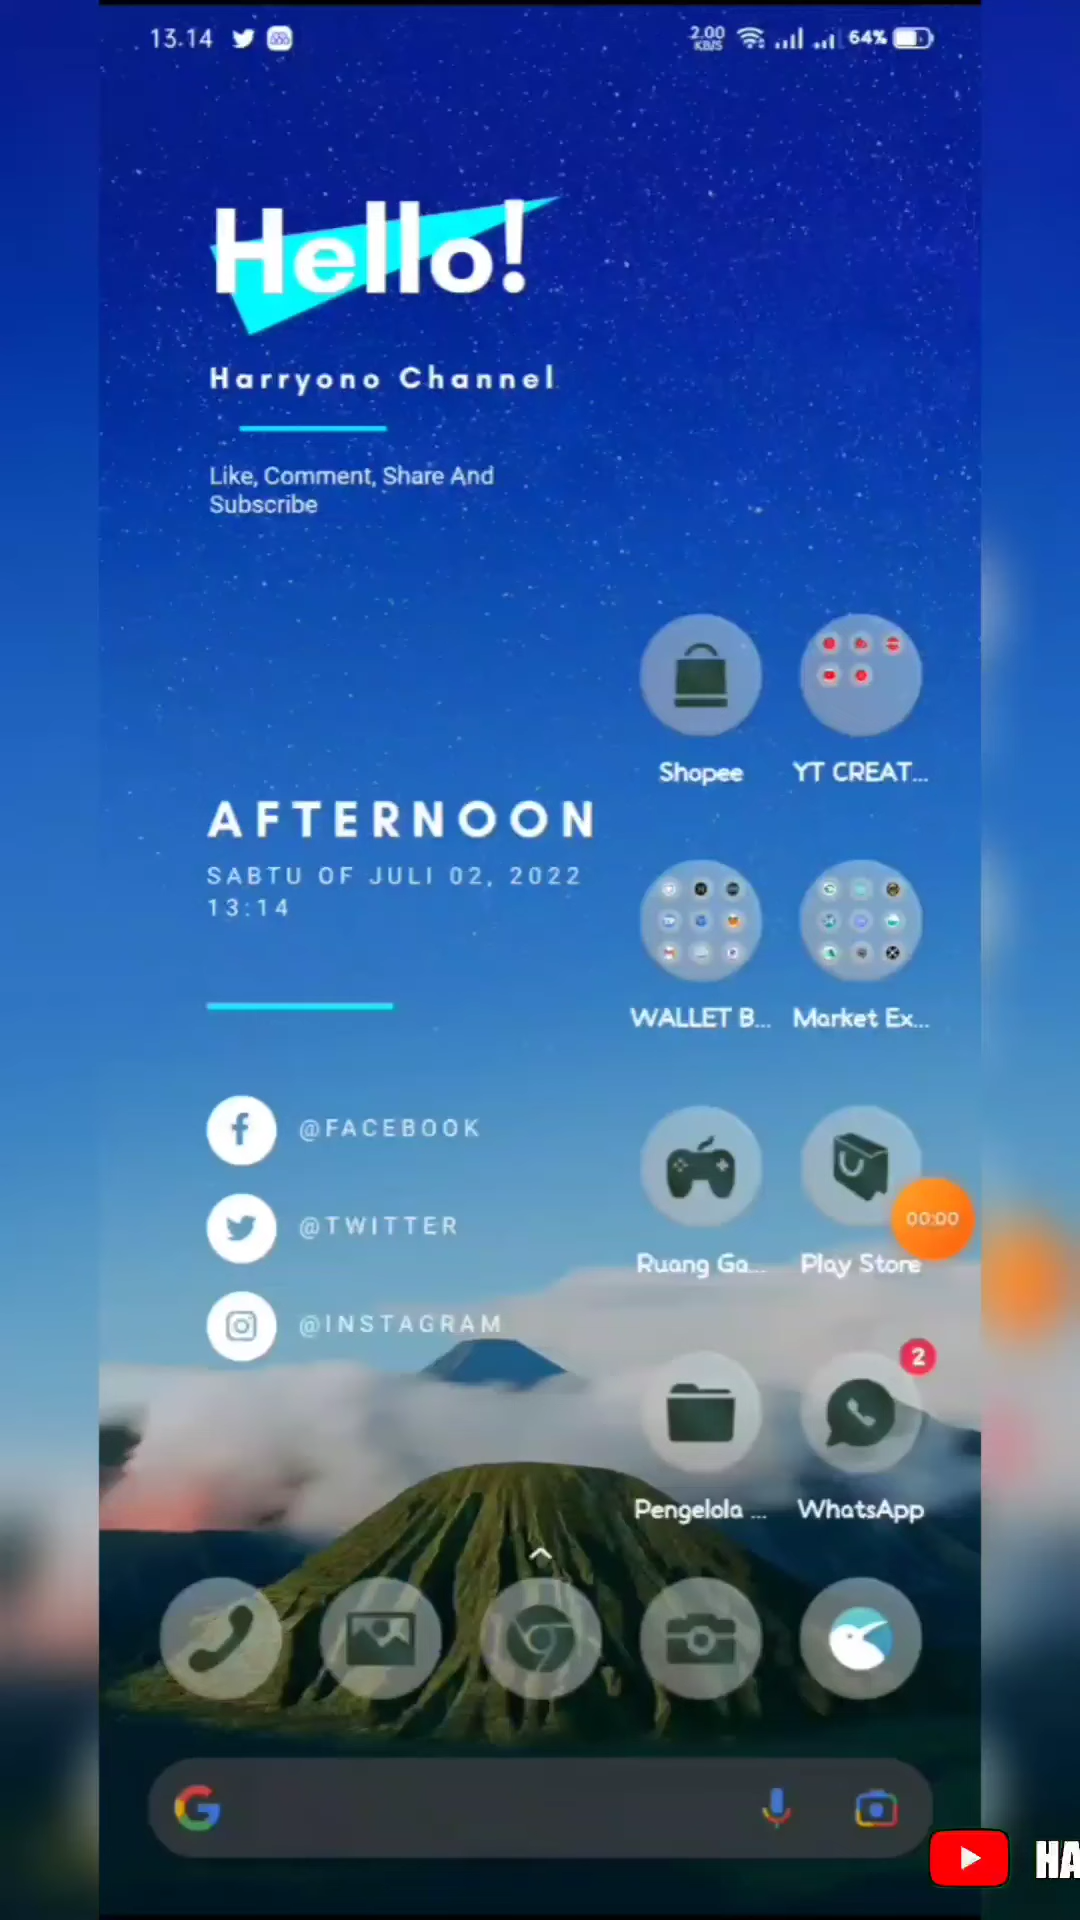 13.14
2.00 KB/S
64%
Hello!
Harryono Channel
Like, Comment, Share And
Subscribe
Shopee
YT CREAT...
AFTERNOON
SABTU OF JULI 02, 2022
13:14
WALLET B...
Market Ex...
@FACEBOOK
@TWITTER
@INSTAGRAM
Ruang Ga...
Play Store
00:00
2
Pengelola ...
WhatsApp
HA